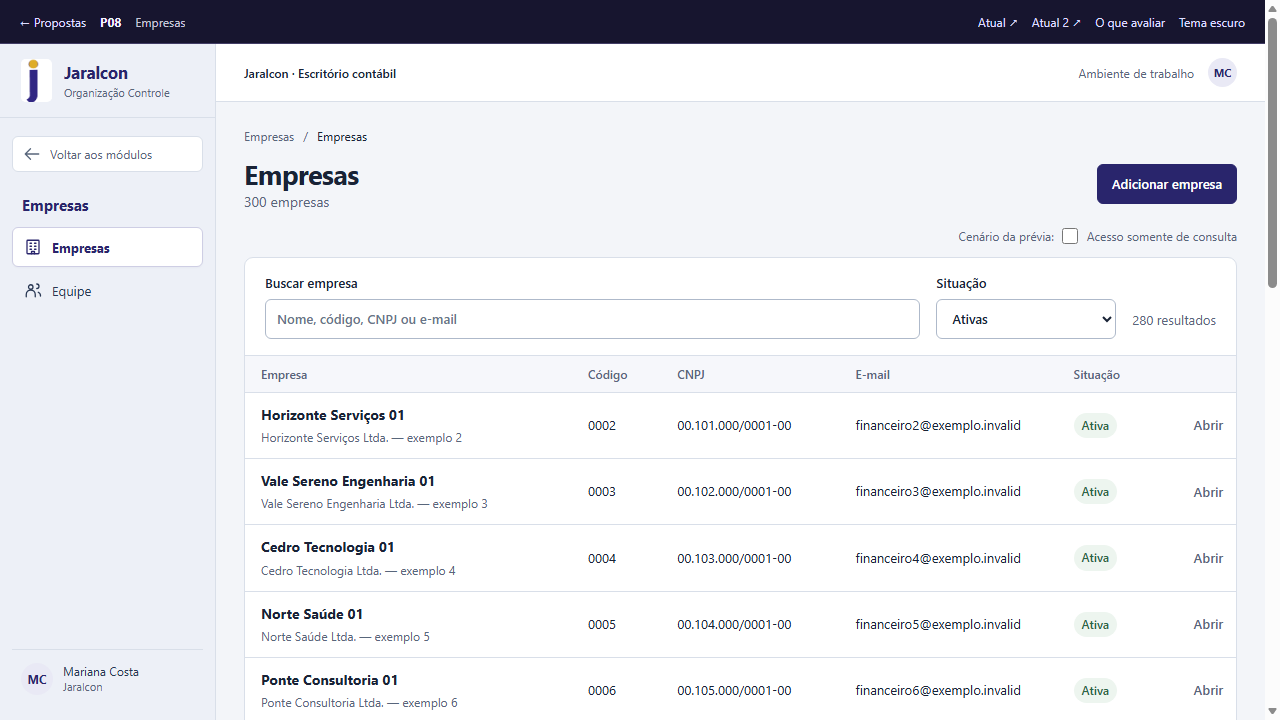 ← Propostas P08 Empresas Atual ↗ Atual 2 ↗ O que avaliar Tema escuro
j Jaralcon
Organização Controle
Jaralcon · Escritório contábil Ambiente de trabalho MC
← Voltar aos módulos
Empresas
Empresas
Equipe
Mariana Costa
MC
Jaralcon
Empresas / Empresas
Empresas
300 empresas
Adicionar empresa
Cenário da prévia: Acesso somente de consulta
Buscar empresa Situação
Nome, código, CNPJ ou e-mail Ativas 280 resultados
Empresa Código CNPJ E-mail Situação
Horizonte Serviços 01
Horizonte Serviços Ltda. — exemplo 2
0002 00.101.000/0001-00 financeiro2@exemplo.invalid Ativa Abrir
Vale Sereno Engenharia 01
Vale Sereno Engenharia Ltda. — exemplo 3
0003 00.102.000/0001-00 financeiro3@exemplo.invalid Ativa Abrir
Cedro Tecnologia 01
Cedro Tecnologia Ltda. — exemplo 4
0004 00.103.000/0001-00 financeiro4@exemplo.invalid Ativa Abrir
Norte Saúde 01
Norte Saúde Ltda. — exemplo 5
0005 00.104.000/0001-00 financeiro5@exemplo.invalid Ativa Abrir
Ponte Consultoria 01
Ponte Consultoria Ltda. — exemplo 6
0006 00.105.000/0001-00 financeiro6@exemplo.invalid Ativa Abrir